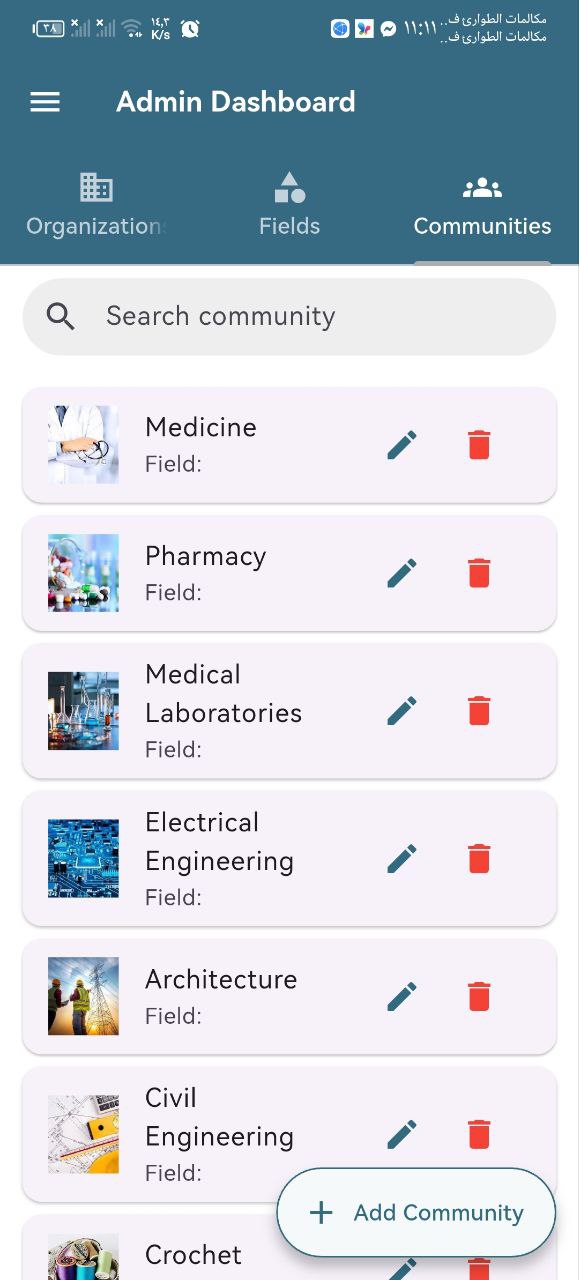 ٣٨
١٤,٣
K/s
١١:١١
مكالمات الطوارئ ف..
مكالمات الطوارئ ف..
Admin Dashboard
Organization
Fields
Communities
Search community
Medicine
Field:
Pharmacy
Field:
Medical
Laboratories
Field:
Electrical
Engineering
Field:
Architecture
Field:
Civil
Engineering
Field:
Add Community
Crochet